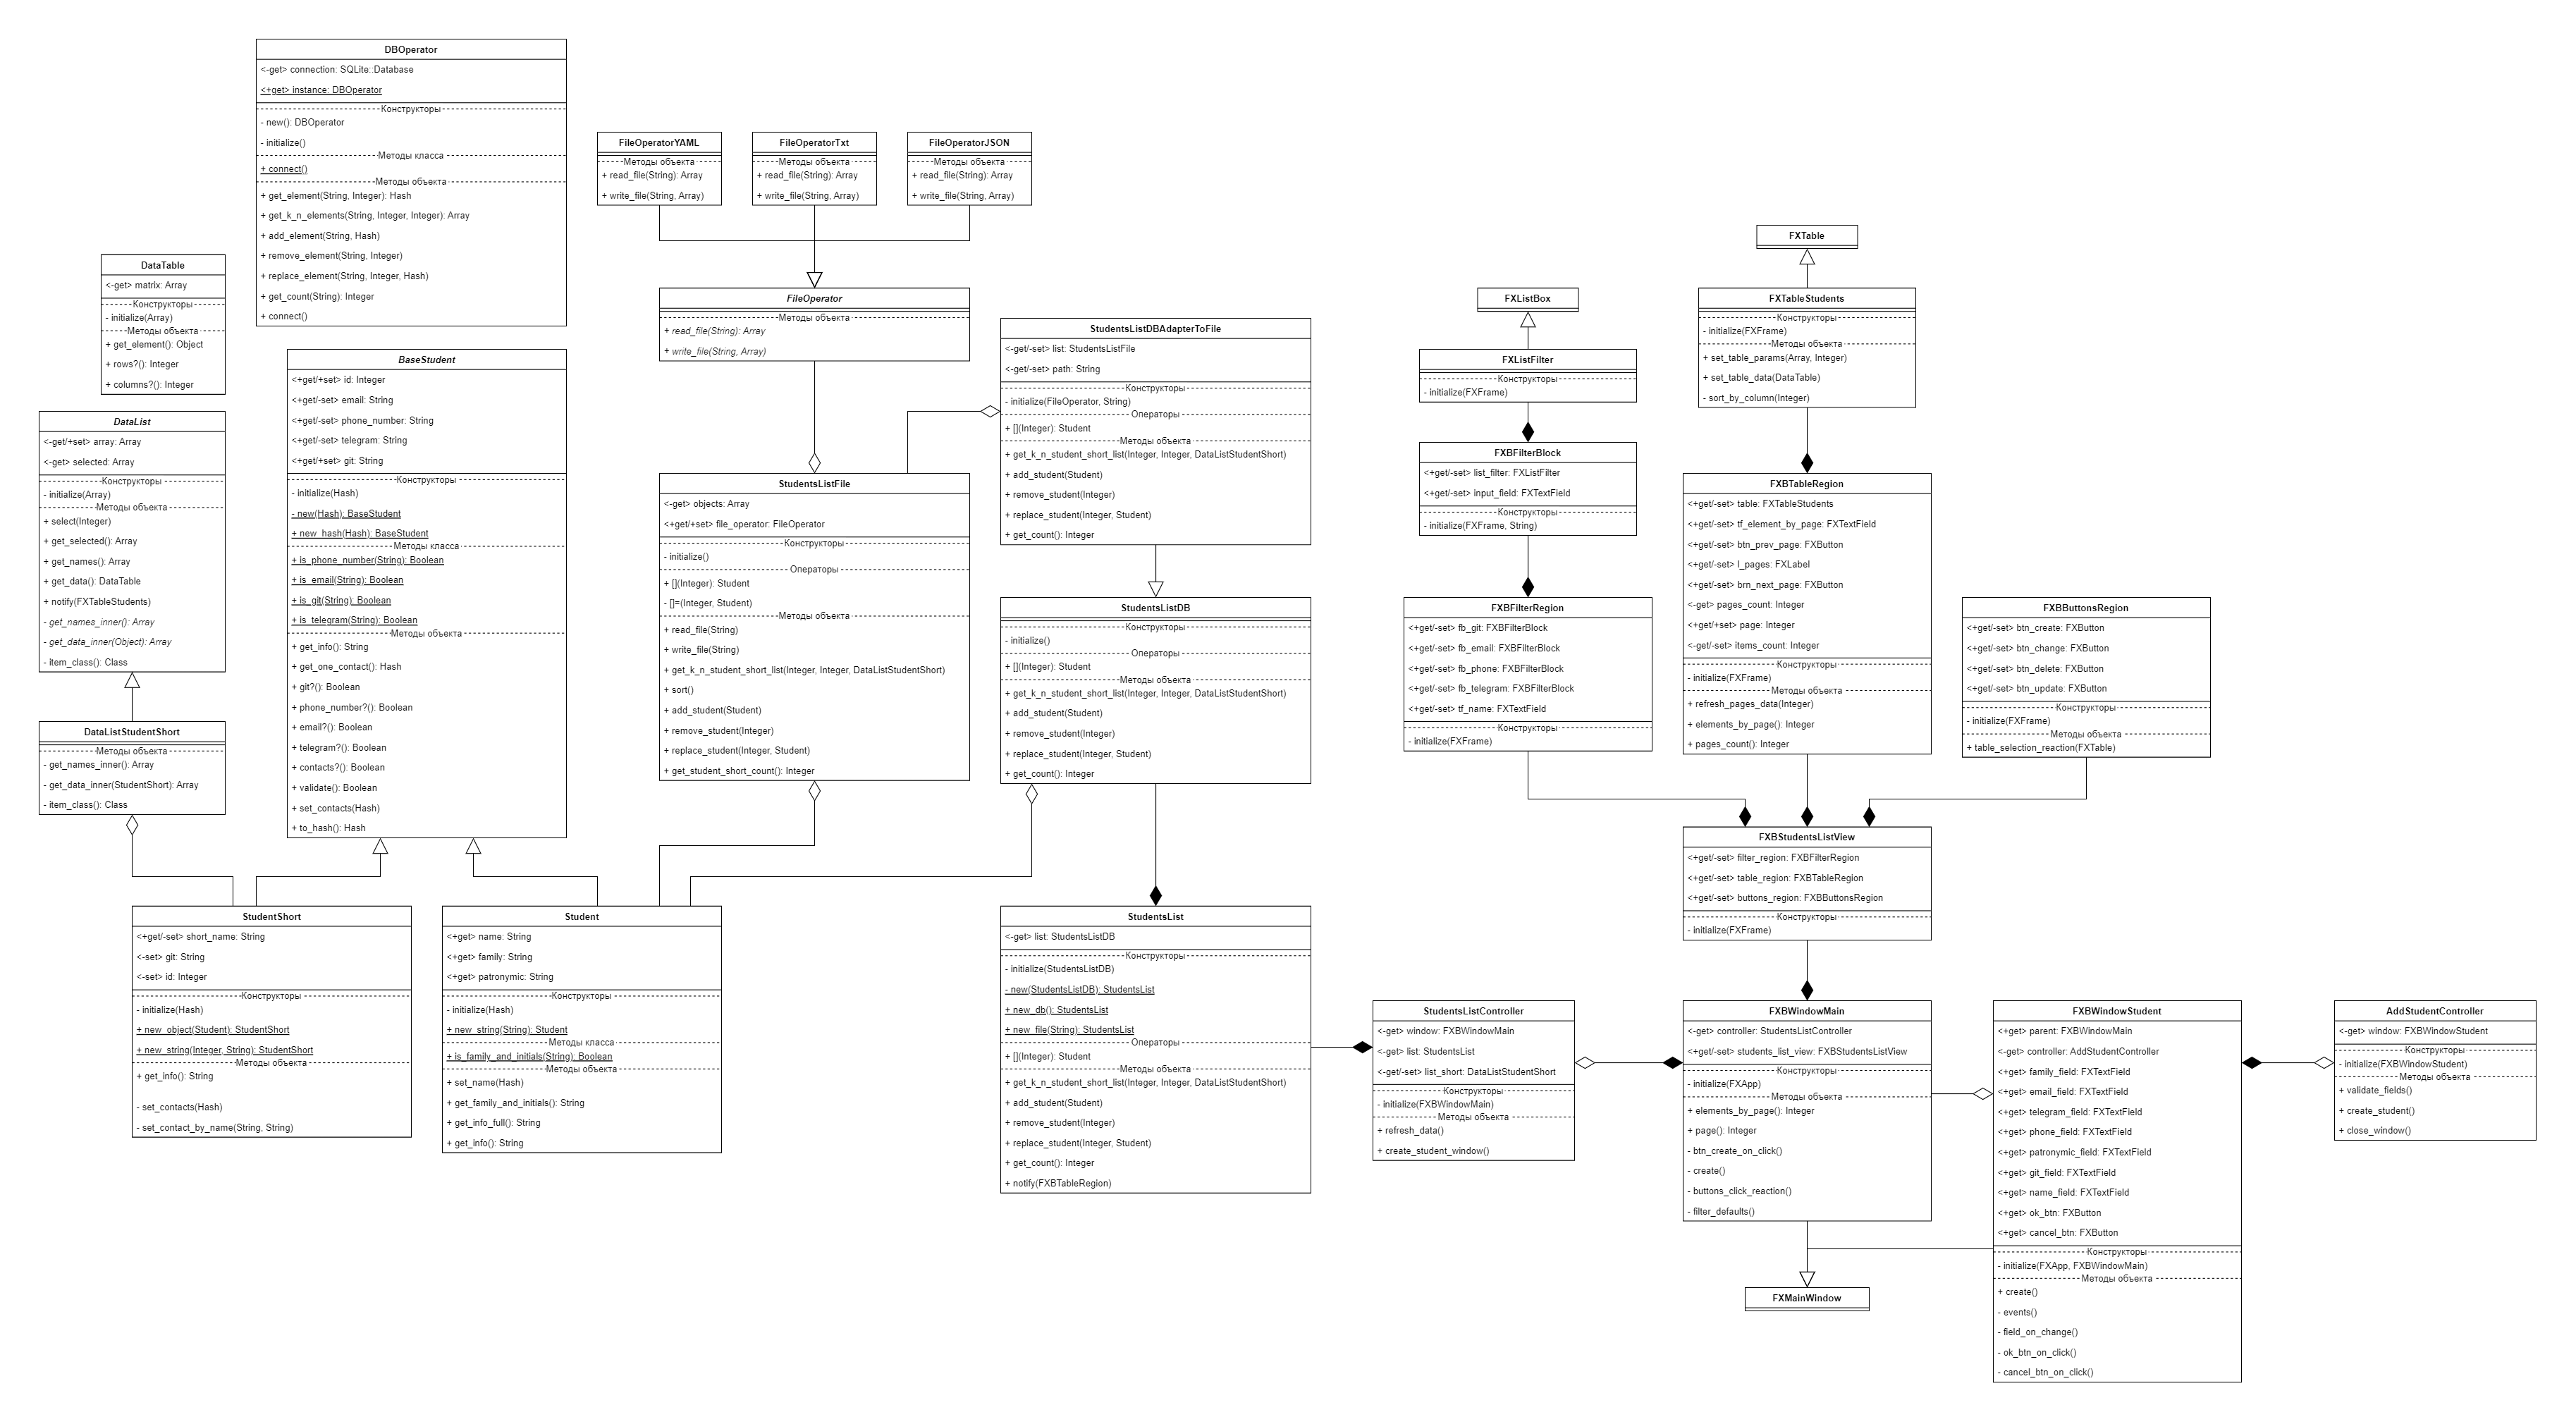 DBOperator
<-get> connection: SQLite::Database
<+get> instance: DBOperator
Конструкторы
- new(): DBOperator
- initialize()
Методы класса
+ connect()
Методы объекта
+ get_element(String, Integer): Hash
+ get_k_n_elements(String, Integer, Integer): Array
+ add_element(String, Hash)
+ remove_element(String, Integer)
+ replace_element(String, Integer, Hash)
+ get_count(String): Integer
+ connect()
FileOperatorYAML
Методы объекта
+ read_file(String): Array
+ write_file(String, Array)
FileOperatorTxt
Методы объекта
+ read_file(String): Array
+ write_file(String, Array)
FileOperatorJSON
Методы объекта
+ read_file(String): Array
+ write_file(String, Array)
DataTable
<-get> matrix: Array
Конструкторы
- initialize(Array)
Методы объекта
+ get_element(): Object
+ rows?(): Integer
+ columns?(): Integer
FileOperator
Методы объекта
+ read_file(String): Array
+ write_file(String, Array)
DataList
<-get/+set> array: Array
<-get> selected: Array
Конструкторы
- initialize(Array)
Методы объекта
+ select(Integer)
+ get_selected(): Array
+ get_names(): Array
+ get_data(): DataTable
+ notify(FXTableStudents)
- get_names_inner(): Array
- get_data_inner(Object): Array
- item_class(): Class
BaseStudent
<+get/+set> id: Integer
<+get/-set> email: String
<+get/-set> phone_number: String
<+get/-set> telegram: String
<+get/+set> git: String
Конструкторы
- initialize(Hash)
- new(Hash): BaseStudent
+ new_hash(Hash): BaseStudent
Методы класса
+ is_phone_number(String): Boolean
+ is_email(String): Boolean
+ is_git(String): Boolean
+ is_telegram(String): Boolean
Методы объекта
+ get_info(): String
+ get_one_contact(): Hash
+ git?(): Boolean
+ phone_number?(): Boolean
+ email?(): Boolean
+ telegram?(): Boolean
+ contacts?(): Boolean
+ validate(): Boolean
+ set_contacts(Hash)
+ to_hash(): Hash
StudentsListDBAdapterToFile
<-get/-set> list: StudentsListFile
<-get/-set> path: String
Конструкторы
- initialize(FileOperator, String)
Операторы
+ [](Integer): Student
Методы объекта
+ get_k_n_student_short_list(Integer, Integer, DataListStudentShort)
+ add_student(Student)
+ remove_student(Integer)
+ replace_student(Integer, Student)
+ get_count(): Integer
StudentsListFile
<-get> objects: Array
<+get/+set> file_operator: FileOperator
Конструкторы
- initialize()
Операторы
+ [](Integer): Student
- []=(Integer, Student)
Методы объекта
+ read_file(String)
+ write_file(String)
+ get_k_n_student_short_list(Integer, Integer, DataListStudentShort)
+ sort()
+ add_student(Student)
+ remove_student(Integer)
+ replace_student(Integer, Student)
+ get_student_short_count(): Integer
StudentsListDB
Конструкторы
- initialize()
Операторы
+ [](Integer): Student
Методы объекта
+ get_k_n_student_short_list(Integer, Integer, DataListStudentShort)
+ add_student(Student)
+ remove_student(Integer)
+ replace_student(Integer, Student)
+ get_count(): Integer
DataListStudentShort
Методы объекта
- get_names_inner(): Array
- get_data_inner(StudentShort): Array
- item_class(): Class
StudentShort
<+get/-set> short_name: String
<-set> git: String
<-set> id: Integer
Конструкторы
- initialize(Hash)
+ new_object(Student): StudentShort
+ new_string(Integer, String): StudentShort
Методы объекта
+ get_info(): String
- set_contacts(Hash)
- set_contact_by_name(String, String)
Student
<+get> name: String
<+get> family: String
<+get> patronymic: String
Конструкторы
- initialize(Hash)
+ new_string(String): Student
Методы класса
+ is_family_and_initials(String): Boolean
Методы объекта
+ set_name(Hash)
+ get_family_and_initials(): String
+ get_info_full(): String
+ get_info(): String
StudentsList
<-get> list: StudentsListDB
Конструкторы
- initialize(StudentsListDB)
- new(StudentsListDB): StudentsList
+ new_db(): StudentsList
+ new_file(String): StudentsList
Операторы
+ [](Integer): Student
Методы объекта
+ get_k_n_student_short_list(Integer, Integer, DataListStudentShort)
+ add_student(Student)
+ remove_student(Integer)
+ replace_student(Integer, Student)
+ get_count(): Integer
+ notify(FXBTableRegion)
FXTable
FXListBox
FXTableStudents
Конструкторы
- initialize(FXFrame)
Методы объекта
+ set_table_params(Array, Integer)
+ set_table_data(DataTable)
- sort_by_column(Integer)
FXListFilter
Конструкторы
- initialize(FXFrame)
FXBFilterBlock
<+get/-set> list_filter: FXListFilter
<+get/-set> input_field: FXTextField
Конструкторы
- initialize(FXFrame, String)
FXBTableRegion
<+get/-set> table: FXTableStudents
<+get/-set> tf_element_by_page: FXTextField
<+get/-set> btn_prev_page: FXButton
<+get/-set> l_pages: FXLabel
<+get/-set> brn_next_page: FXButton
<-get> pages_count: Integer
<+get/+set> page: Integer
<-get/-set> items_count: Integer
Конструкторы
- initialize(FXFrame)
Методы объекта
+ refresh_pages_data(Integer)
+ elements_by_page(): Integer
+ pages_count(): Integer
FXBFilterRegion
<+get/-set> fb_git: FXBFilterBlock
<+get/-set> fb_email: FXBFilterBlock
<+get/-set> fb_phone: FXBFilterBlock
<+get/-set> fb_telegram: FXBFilterBlock
<+get/-set> tf_name: FXTextField
Конструкторы
- initialize(FXFrame)
FXBButtonsRegion
<+get/-set> btn_create: FXButton
<+get/-set> btn_change: FXButton
<+get/-set> btn_delete: FXButton
<+get/-set> btn_update: FXButton
Конструкторы
- initialize(FXFrame)
Методы объекта
+ table_selection_reaction(FXTable)
FXBStudentsListView
<+get/-set> filter_region: FXBFilterRegion
<+get/-set> table_region: FXBTableRegion
<+get/-set> buttons_region: FXBButtonsRegion
Конструкторы
- initialize(FXFrame)
StudentsListController
<-get> window: FXBWindowMain
<-get> list: StudentsList
<-get/-set> list_short: DataListStudentShort
Конструкторы
- initialize(FXBWindowMain)
Методы объекта
+ refresh_data()
+ create_student_window()
FXBWindowMain
<-get> controller: StudentsListController
<+get/-set> students_list_view: FXBStudentsListView
Конструкторы
- initialize(FXApp)
Методы объекта
+ elements_by_page(): Integer
+ page(): Integer
- btn_create_on_click()
- create()
- buttons_click_reaction()
- filter_defaults()
FXBWindowStudent
<+get> parent: FXBWindowMain
<-get> controller: AddStudentController
<+get> family_field: FXTextField
<+get> email_field: FXTextField
<+get> telegram_field: FXTextField
<+get> phone_field: FXTextField
<+get> patronymic_field: FXTextField
<+get> git_field: FXTextField
<+get> name_field: FXTextField
<+get> ok_btn: FXButton
<+get> cancel_btn: FXButton
Конструкторы
- initialize(FXApp, FXBWindowMain)
Методы объекта
+ create()
- events()
- field_on_change()
- ok_btn_on_click()
- cancel_btn_on_click()
AddStudentController
<-get> window: FXBWindowStudent
Конструкторы
- initialize(FXBWindowStudent)
Методы объекта
+ validate_fields()
+ create_student()
+ close_window()
FXMainWindow